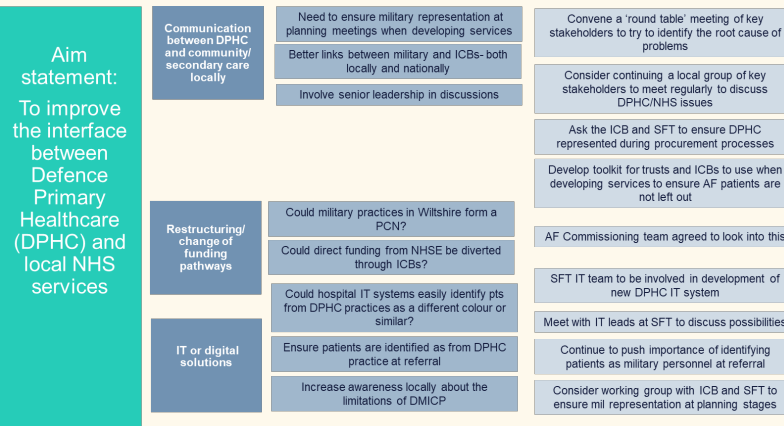 Aim
statement:
To improve
the interface
between
Defence
Primary
Healthcare
(DPHC) and
local NHS
services
Communication
between DPHC
and community/
secondary care
locally
Need to ensure military representation at
planning meetings when developing services
Better links between military and ICBs- both
locally and nationally
Involve senior leadership in discussions
Convene a ‘round table’ meeting of key
stakeholders to try to identify the root cause of
problems
Consider continuing a local group of key
stakeholders to meet regularly to discuss
DPHC/NHS issues
Ask the ICB and SFT to ensure DPHC
represented during procurement processes
Develop toolkit for trusts and ICBs to use when
developing services to ensure AF patients are
not left out
Restructuring/
change of
funding
pathways
Could military practices in Wiltshire form a
PCN?
Could direct funding from NHSE be diverted
through ICBs?
AF Commissioning team agreed to look into this
IT or digital
solutions
Could hospital IT systems easily identify pts
from DPHC practices as a different colour or
similar?
Ensure patients are identified as from DPHC
practice at referral
Increase awareness locally about the
limitations of DMICP
SFT IT team to be involved in development of
new DPHC IT system
Meet with IT leads at SFT to discuss possibilities
Continue to push importance of identifying
patients as military personnel at referral
Consider working group with ICB and SFT to
ensure mil representation at planning stages